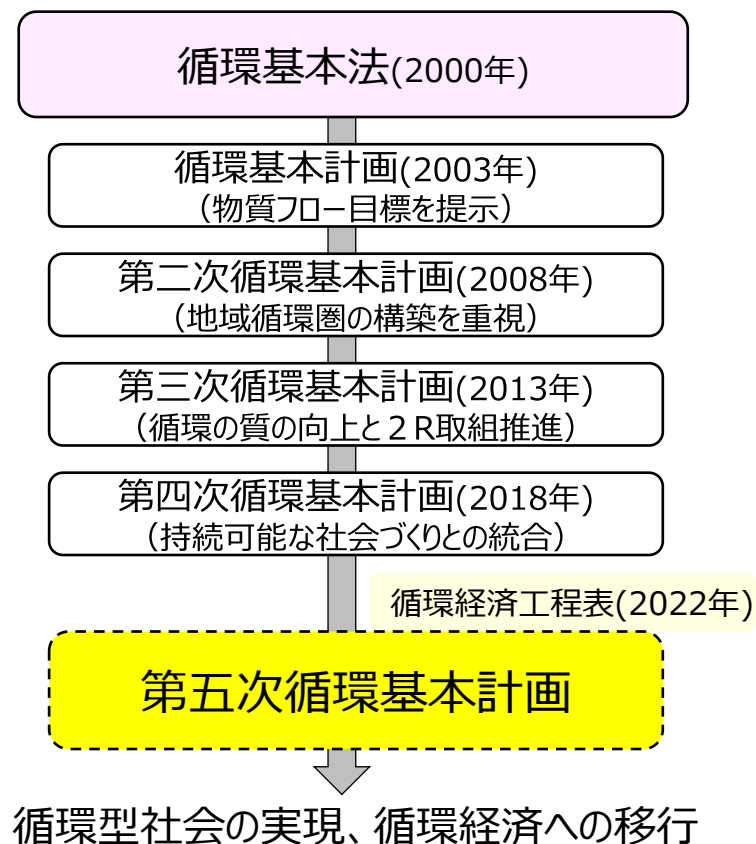 循環基本法(2000年)
循環基本計画(2003年)
（物質フロー目標を提示）
第二次循環基本計画(2008年)
（地域循環圏の構築を重視）
第三次循環基本計画(2013年)
（循環の質の向上と２R取組推進）
第四次循環基本計画(2018年)
（持続可能な社会づくりとの統合）
循環経済工程表(2022年)
第五次循環基本計画
循環型社会の実現、循環経済への移行